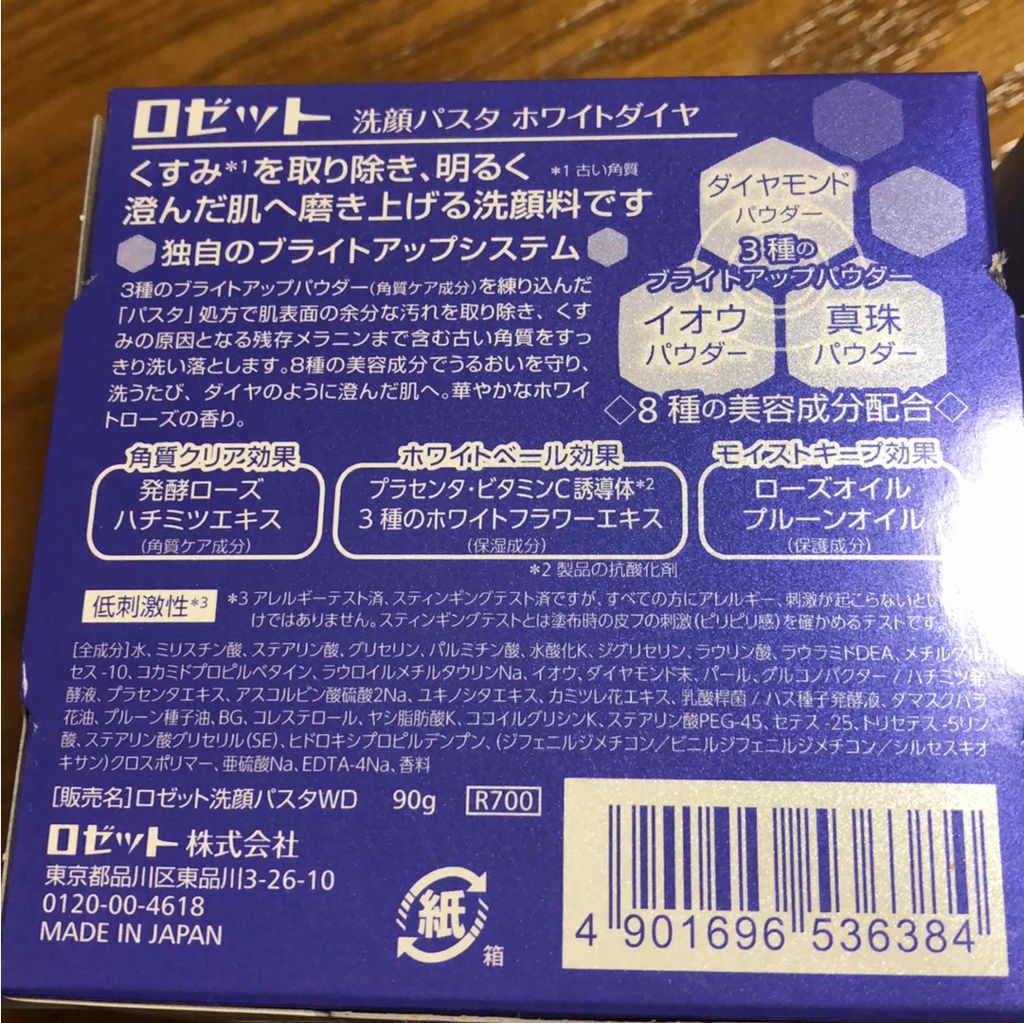 ロゼット 洗顔パスタ ホワイトダイヤ
くすみ*1を取り除き、明るく *1 古い角質
澄んだ肌へ磨き上げる洗顔料です
独自のブライトアップシステム
3種のブライトアップパウダー(角質ケア成分)を練り込んだ
「パスタ」処方で肌表面の余分な汚れを取り除き、くす
みの原因となる残存メラニンまで含む古い角質をすっ
きり洗い落とします。8種の美容成分でうるおいを守り、
洗うたび、ダイヤのように澄んだ肌へ。華やかなホワイ
トローズの香り。
ダイヤモンド
パウダー
3種の
ブライトアップパウダー
イオウ
パウダー
真珠
パウダー
◇8種の美容成分配合◇
角質クリア効果
発酵ローズ
ハチミツエキス
(角質ケア成分)
ホワイトベール効果
プラセンタ・ビタミンC誘導体*2
3種のホワイトフラワーエキス
(保湿成分)
モイストキープ効果
ローズオイル
プルーンオイル
(保護成分)
*2 製品の抗酸化剤
低刺激性*3
*3 アレルギーテスト済、スティンギングテスト済ですが、すべての方にアレルギー、刺激が起こらないとい
けではありません。スティンギングテストとは塗布時の皮フの刺激(ピリピリ感)を確かめるテストです。
[全成分]水、ミリスチン酸、ステアリン酸、グリセリン、パルミチン酸、水酸化K、ジグリセリン、ラウリン酸、ラウラミドDEA、メチルグル
セス-10、コカミドプロピルベタイン、ラウロイルメチルタウリンNa、イオウ、ダイヤモンド末、パール、グルコノバクター/ハチミツ発
酵液、プラセンタエキス、アスコルビン酸硫酸2Na、ユキノシタエキス、カミツレ花エキス、乳酸桿菌/ハス種子発酵液、ダマスクバラ
花油、プルーン種子油、BG、コレステロール、ヤシ脂肪酸K、ココイルグリシンK、ステアリン酸PEG-45、セテス-25、トリセテス-5リン
酸、ステアリン酸グリセリル(SE)、ヒドロキシプロピルデンプン、(ジフェニルジメチコン/ビニルジフェニルジメチコン/シルセスキオ
キサン)クロスポリマー、亜硫酸Na、EDTA-4Na、香料
[販売名]ロゼット洗顔パスタWD 90g R700
ロゼット株式会社
東京都品川区東品川3-26-10
0120-00-4618
MADE IN JAPAN
紙
箱
4 901696 536384